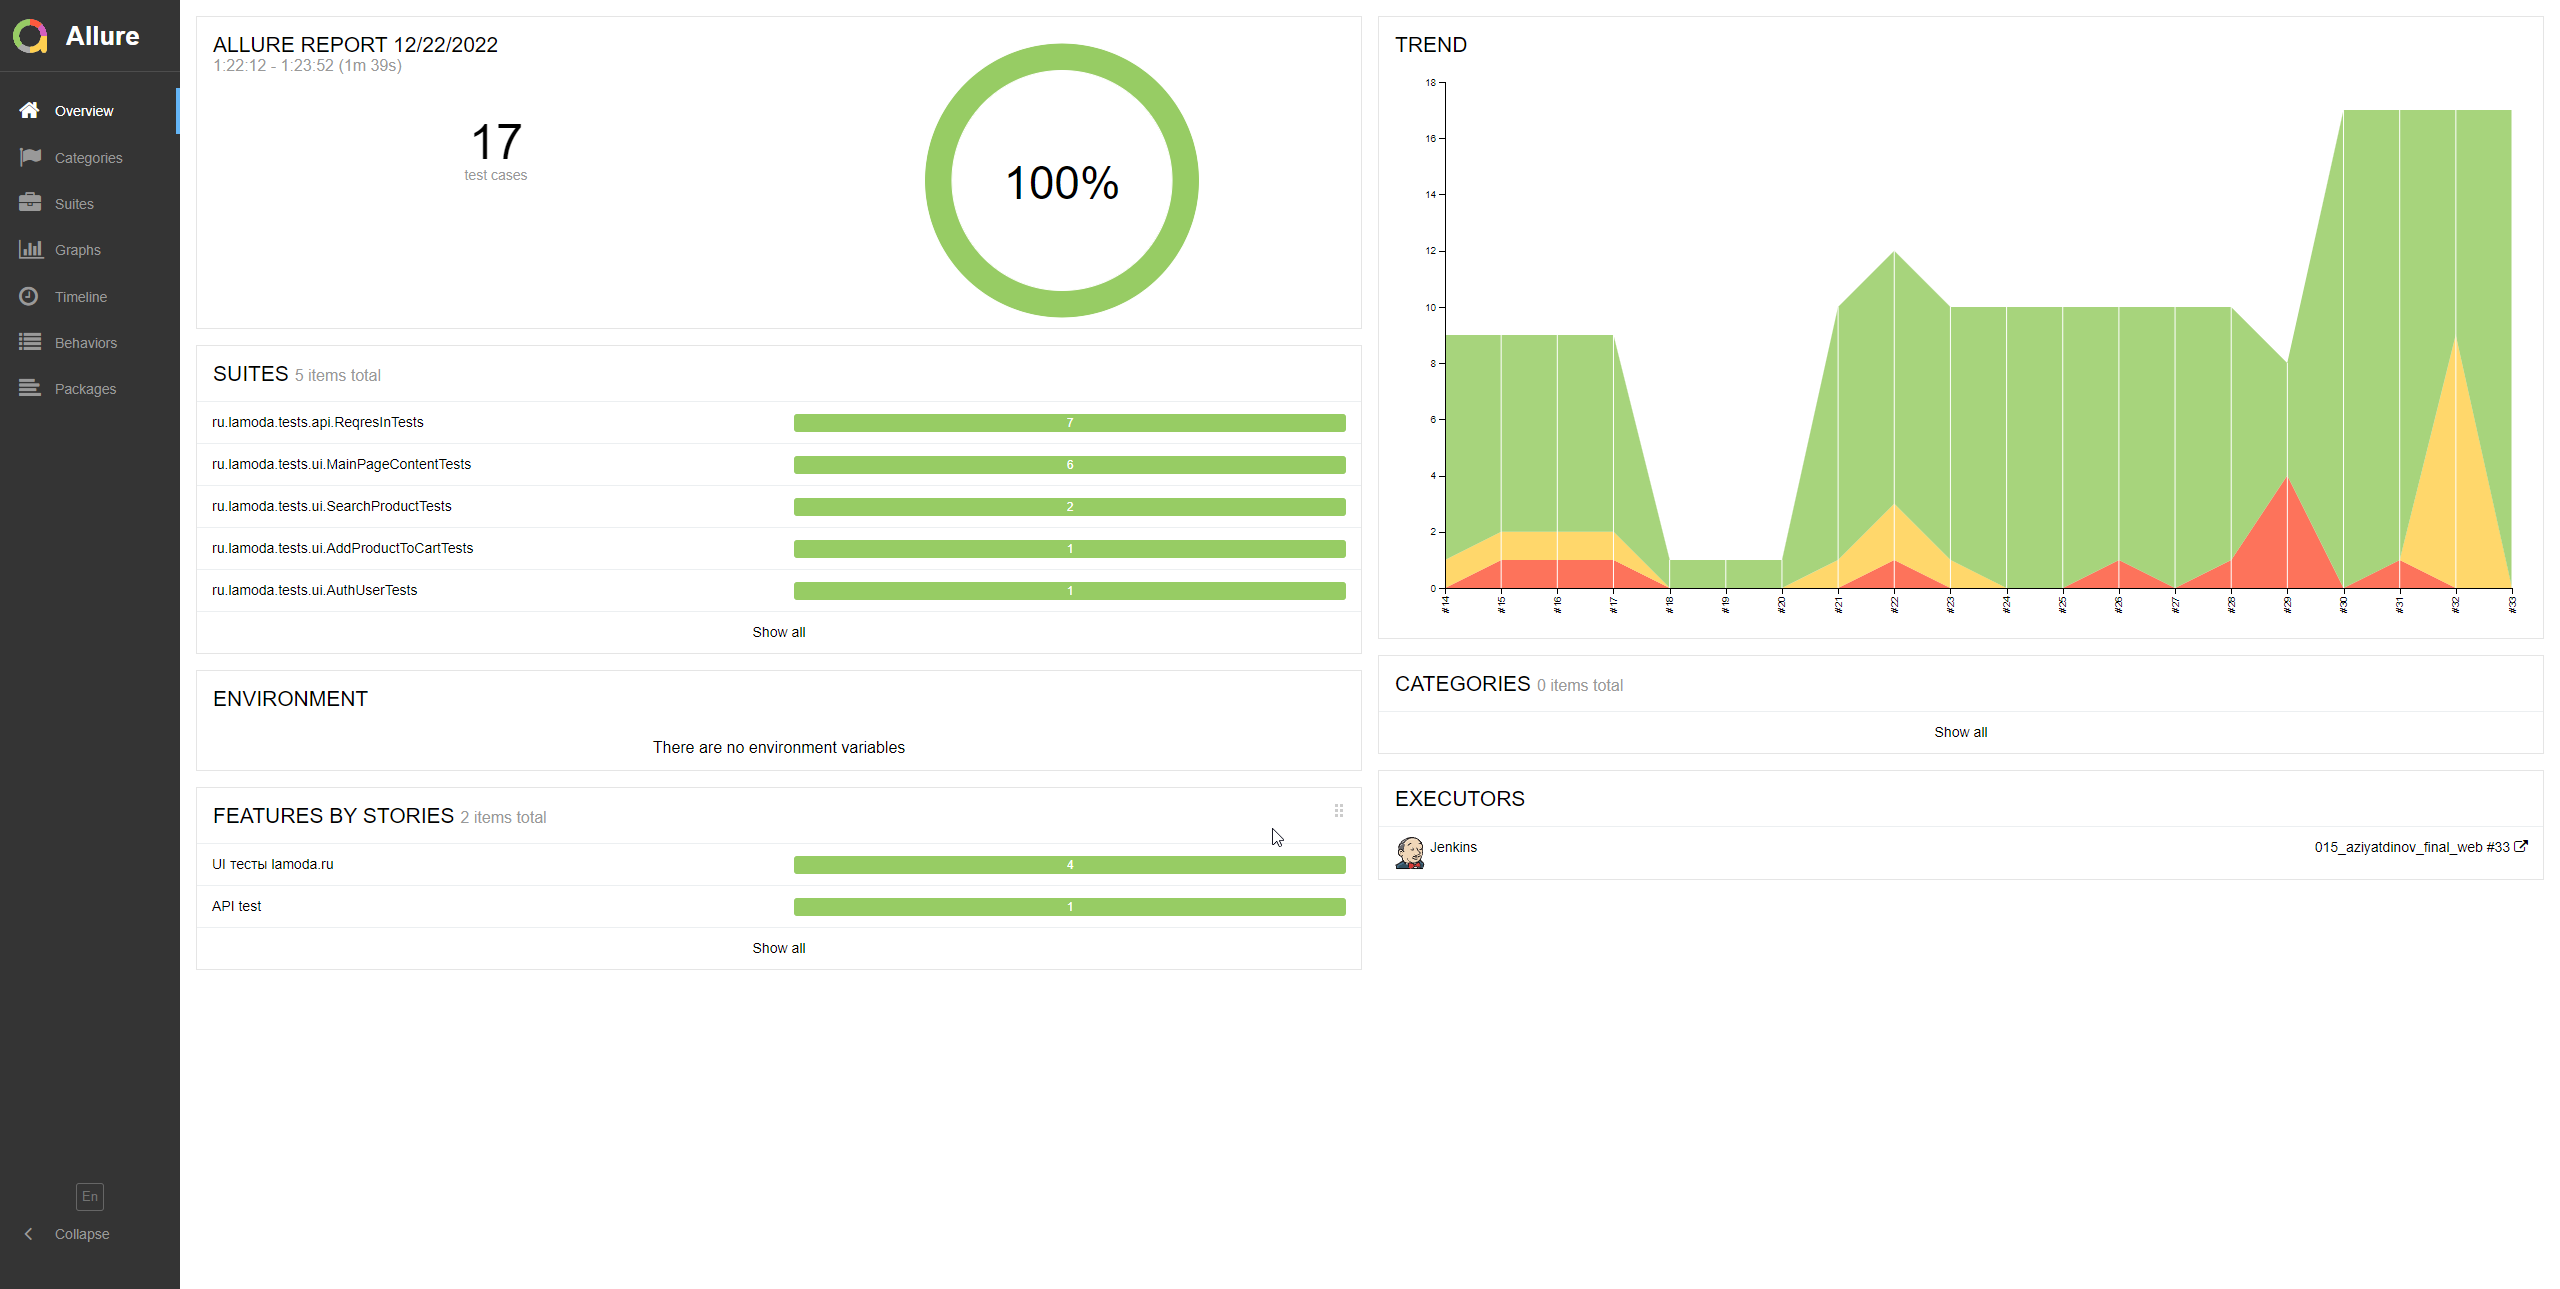 Allure
Overview
Categories
Suites
Graphs
Timeline
Behaviors
Packages
En
Collapse
ALLURE REPORT 12/22/2022
1:22:12 - 1:23:52 (1m 39s)
17
test cases
100%
SUITES 5 items total
ru.lamoda.tests.api.ReqresInTests 7
ru.lamoda.tests.ui.MainPageContentTests 6
ru.lamoda.tests.ui.SearchProductTests 2
ru.lamoda.tests.ui.AddProductToCartTests 1
ru.lamoda.tests.ui.AuthUserTests 1
Show all
ENVIRONMENT
There are no environment variables
FEATURES BY STORIES 2 items total
UI тесты lamoda.ru 4
API test 1
Show all
TREND
18
16
14
12
10
8
6
4
2
0
#14 #15 #16 #17 #18 #19 #20 #21 #22 #23 #24 #25 #26 #27 #28 #29 #30 #31 #32 #33
CATEGORIES 0 items total
Show all
EXECUTORS
Jenkins 015_aziyatdinov_final_web #33